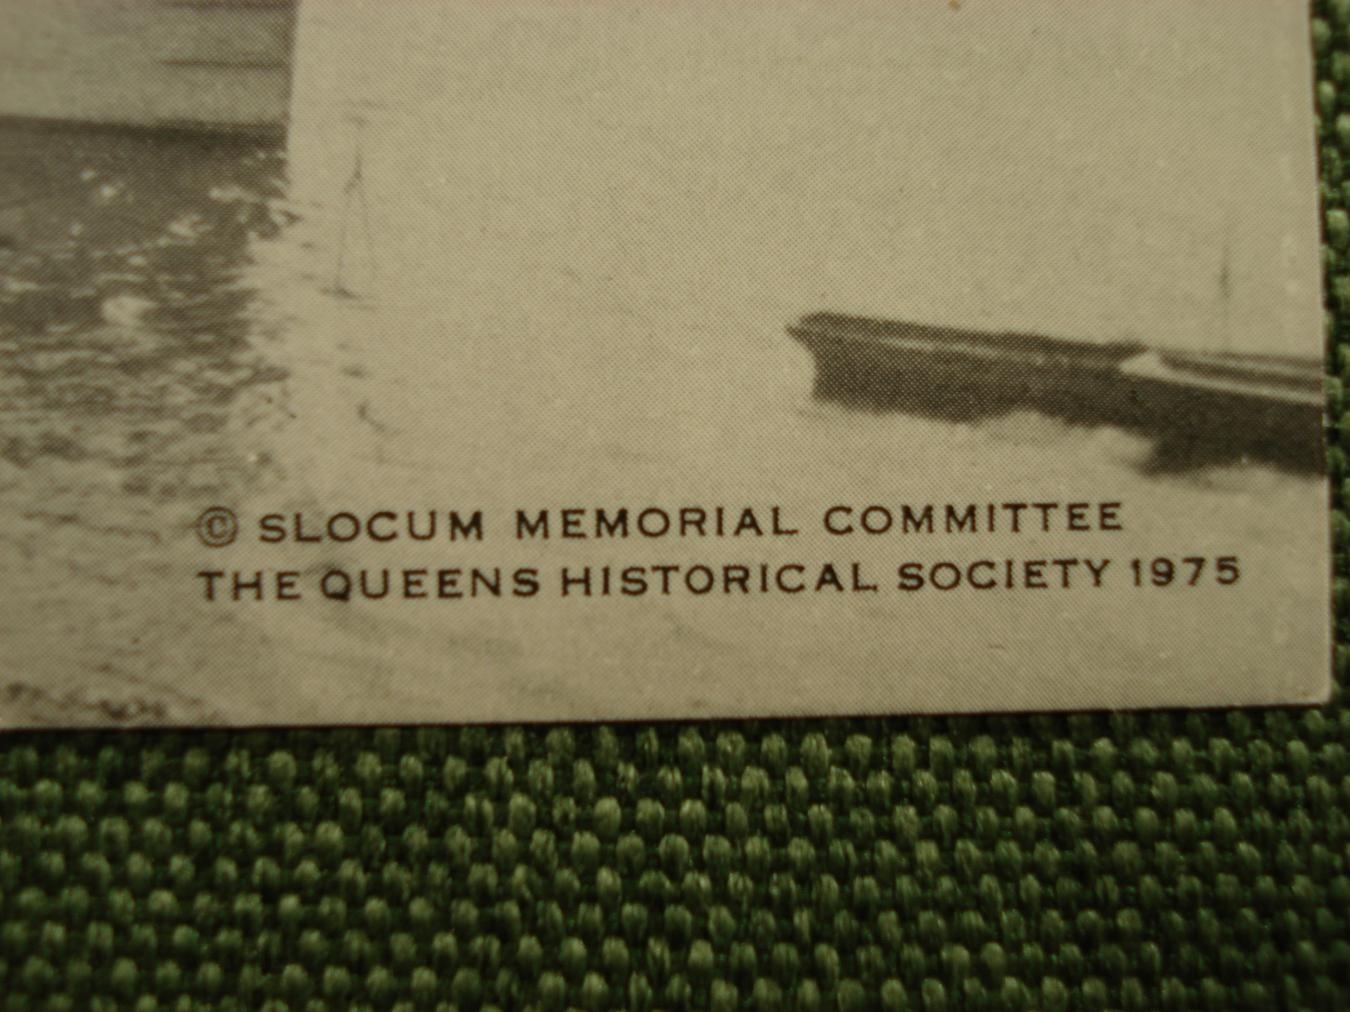 © SLOCUM MEMORIAL COMMITTEE
THE QUEENS HISTORICAL SOCIETY 1975